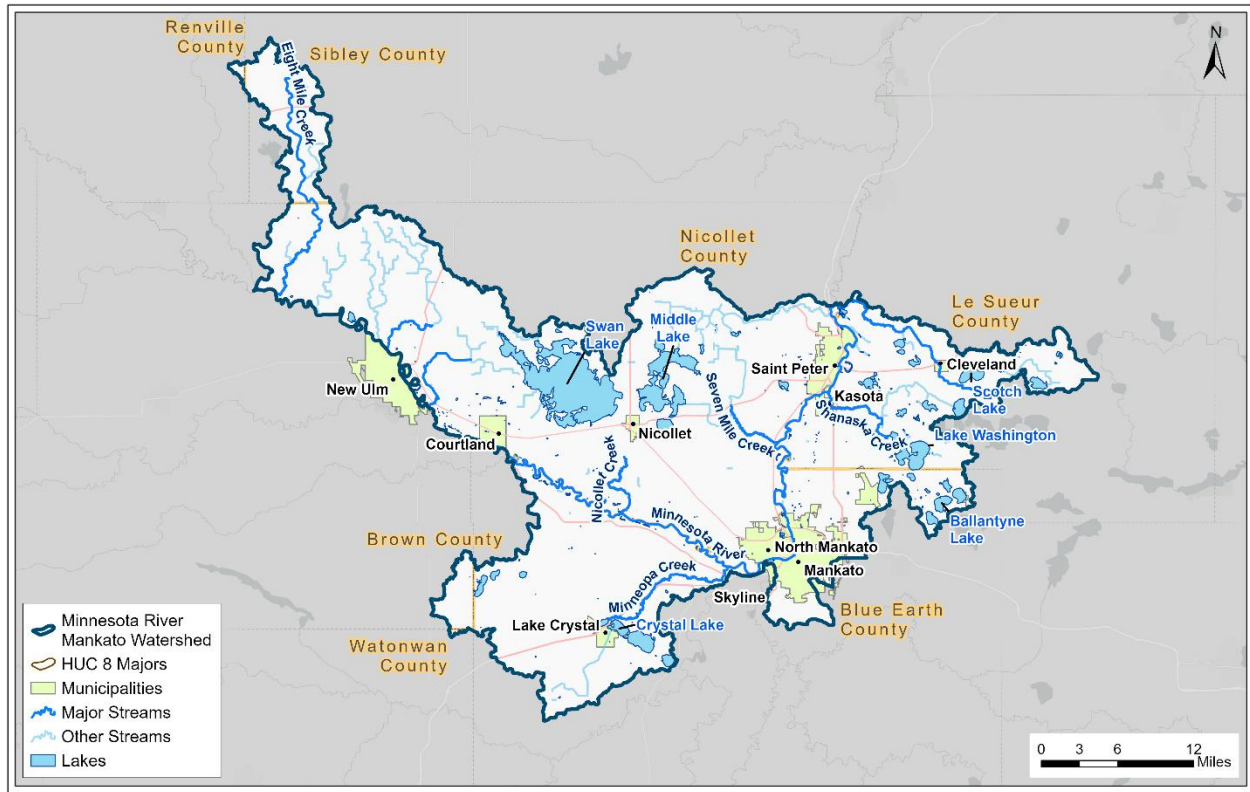 Renville
County
Sibley County
Eight Mile Creek
N
Nicollet
County
Le Sueur
County
Swan
Lake
Middle
Lake
Saint Peter
Cleveland
New Ulm
Kasota
Scotch
Lake
Seven Mile Creek
Shanaska Creek
Courtland
Nicollet
Lake Washington
Nicoller Creek
Ballantyne
Lake
Minnesota River
Brown County
North Mankato
Mankato
Minneopa Creek
Skyline
Blue Earth
County
Lake Crystal
Crystal Lake
Watonwan
County
Minnesota River
Mankato Watershed
HUC 8 Majors
Municipalities
Major Streams
Other Streams
Lakes
0 3 6 12
Miles